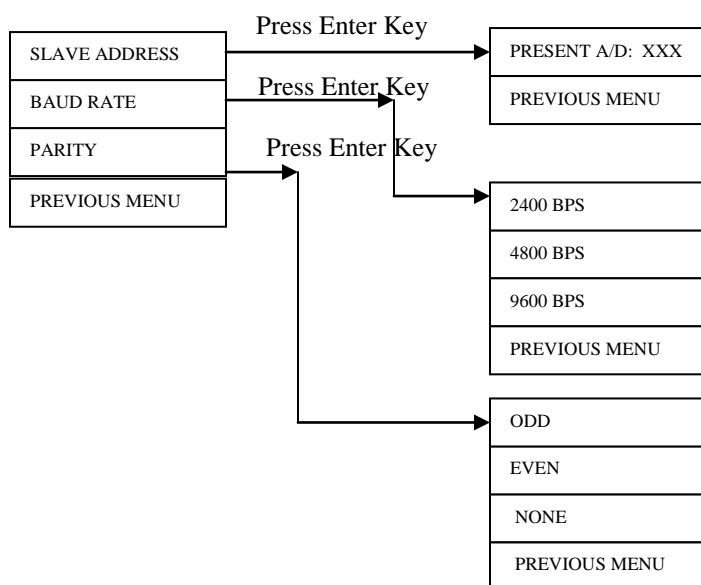 Press Enter Key
SLAVE ADDRESS
BAUD RATE
PARITY
PREVIOUS MENU
Press Enter Key
Press Enter Key
PRESENT A/D: XXX
PREVIOUS MENU
2400 BPS
4800 BPS
9600 BPS
PREVIOUS MENU
ODD
EVEN
NONE
PREVIOUS MENU